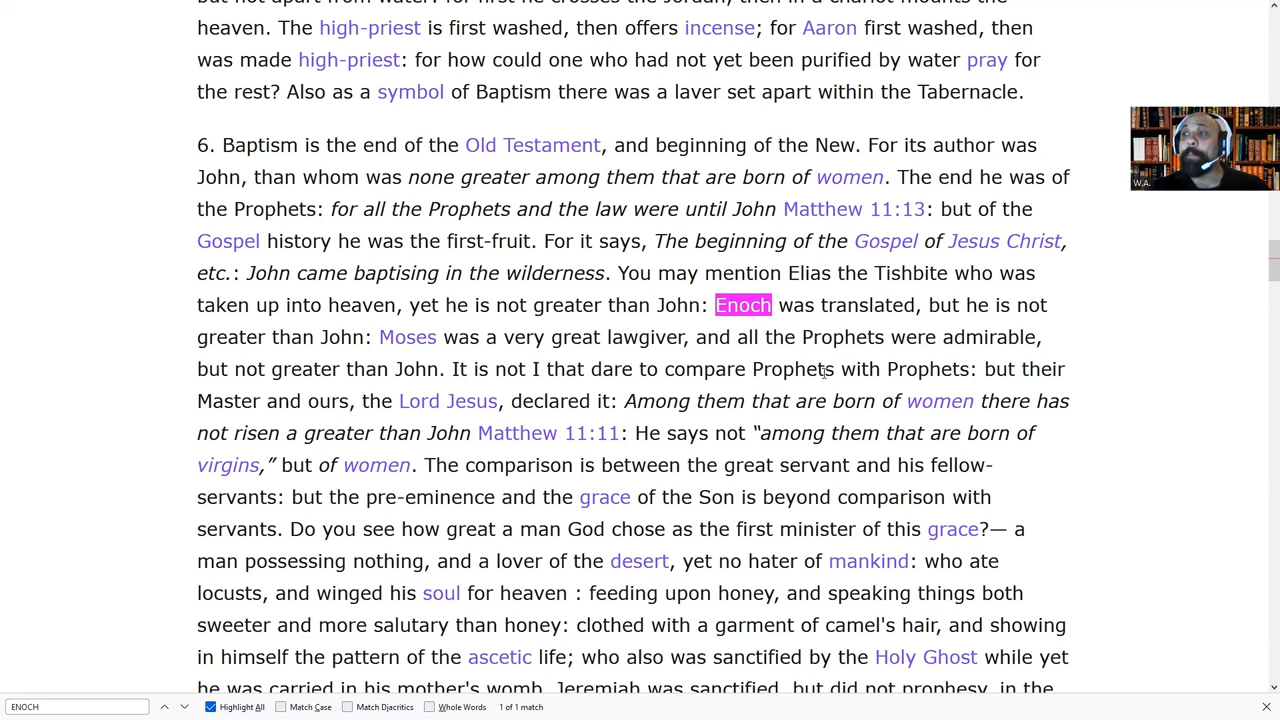 heaven. The high-priest is first washed, then offers incense; for Aaron first washed, then
was made high-priest: for how could one who had not yet been purified by water pray for
the rest? Also as a symbol of Baptism there was a laver set apart within the Tabernacle.
6. Baptism is the end of the Old Testament, and beginning of the New. For its author was
John, than whom was none greater among them that are born of women. The end he was of
the Prophets: for all the Prophets and the law were until John Matthew 11:13: but of the
Gospel history he was the first-fruit. For it says, The beginning of the Gospel of Jesus Christ,
etc.: John came baptising in the wilderness. You may mention Elias the Tishbite who was
taken up into heaven, yet he is not greater than John: Enoch was translated, but he is not
greater than John: Moses was a very great lawgiver, and all the Prophets were admirable,
but not greater than John. It is not I that dare to compare Prophets with Prophets: but their
Master and ours, the Lord Jesus, declared it: Among them that are born of women there has
not risen a greater than John Matthew 11:11: He says not “among them that are born of
virgins,” but of women. The comparison is between the great servant and his fellow-
servants: but the pre-eminence and the grace of the Son is beyond comparison with
servants. Do you see how great a man God chose as the first minister of this grace?— a
man possessing nothing, and a lover of the desert, yet no hater of mankind: who ate
locusts, and winged his soul for heaven : feeding upon honey, and speaking things both
sweeter and more salutary than honey: clothed with a garment of camel's hair, and showing
in himself the pattern of the ascetic life; who also was sanctified by the Holy Ghost while yet
he was carried in his mother's womb. Jeremiah was sanctified, but did not prophesy, in the
W.A.
ENOCH Highlight All Match Case Match Diacritics Whole Words 1 of 1 match